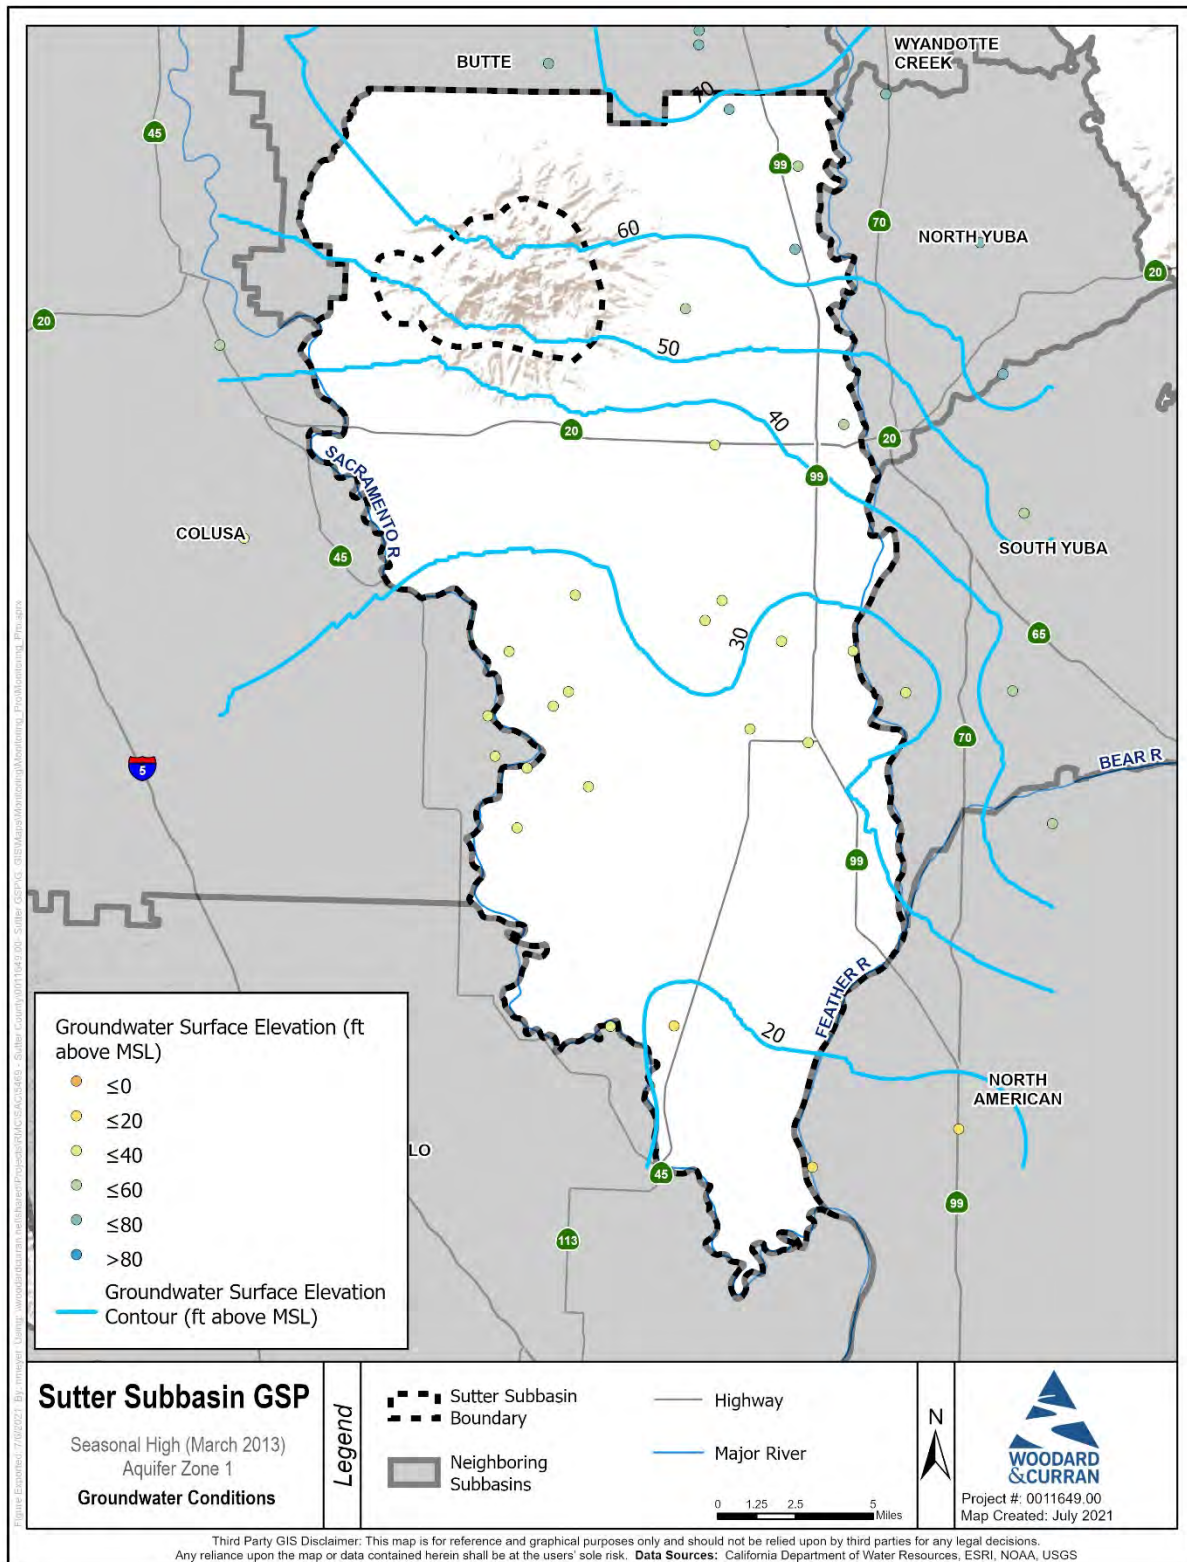 BUTTE
WYANDOTTE
CREEK
70
45
99
70
NORTH YUBA
60
20
20
50
40
20
20
99
SACRAMENTO R
COLUSA
45
SOUTH YUBA
30
65
70
5
BEAR R
99
FEATHER R
20
NORTH
AMERICAN
LO
45
99
113
Groundwater Surface Elevation (ft
above MSL)
≤0
≤20
≤40
≤60
≤80
>80
Groundwater Surface Elevation
Contour (ft above MSL)
Sutter Subbasin GSP
Seasonal High (March 2013)
Aquifer Zone 1
Groundwater Conditions
Legend
Sutter Subbasin
Boundary
Neighboring
Subbasins
Highway
Major River
0 1.25 2.5 5
Miles
N
WOODARD
&CURRAN
Project #: 0011649.00
Map Created: July 2021
Third Party GIS Disclaimer: This map is for reference and graphical purposes only and should not be relied upon by third parties for any legal decisions.
Any reliance upon the map or data contained herein shall be at the users' sole risk. Data Sources: California Department of Water Resources, ESRI, NOAA, USGS